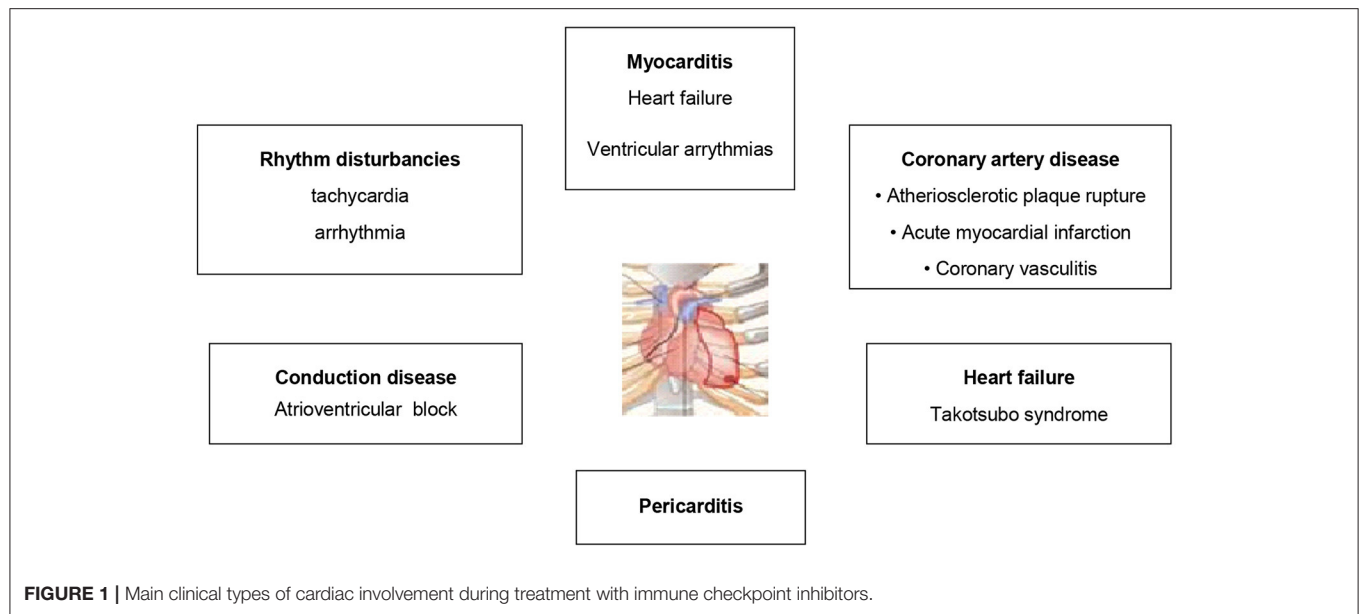 Myocarditis
Heart failure
Ventricular arrythmias
Rhythm disturbancies
tachycardia
arrhythmia
Coronary artery disease
• Atheriosclerotic plaque rupture
• Acute myocardial infarction
• Coronary vasculitis
Conduction disease
Atrioventricular block
Heart failure
Takotsubo syndrome
Pericarditis
FIGURE 1 | Main clinical types of cardiac involvement during treatment with immune checkpoint inhibitors.